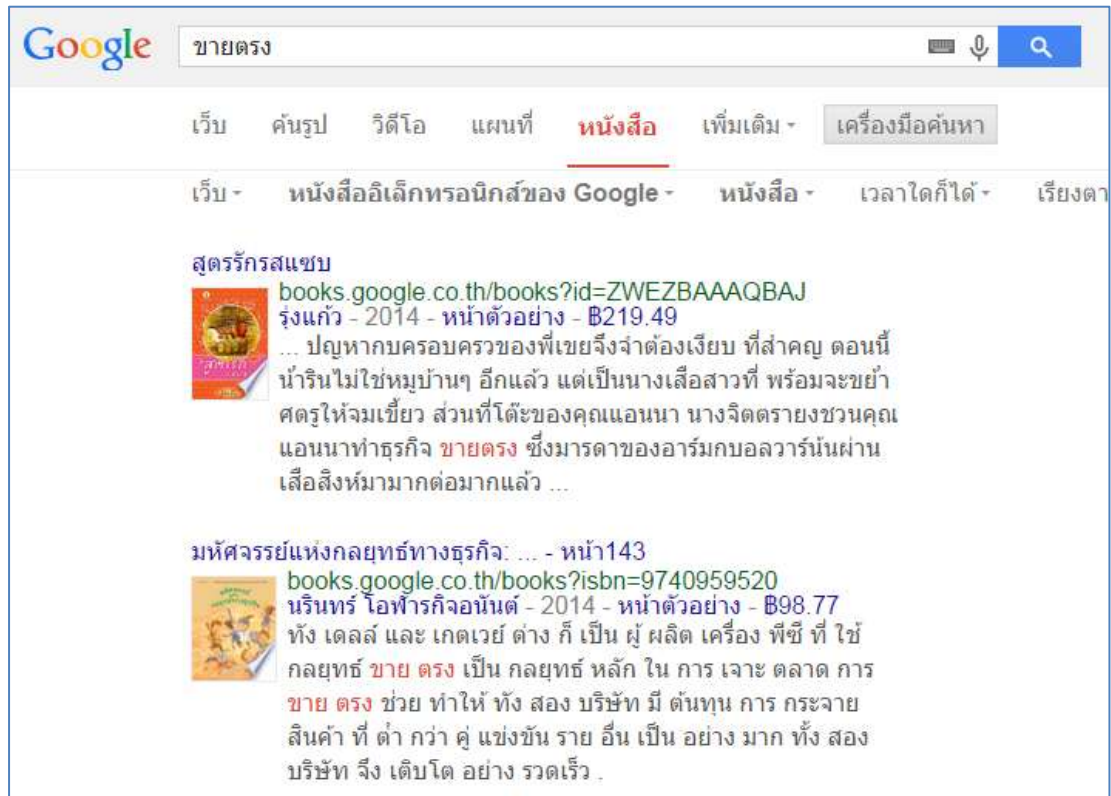 Google ขายตรง
เว็บ ค้นรูป วิดีโอ แผนที่ หนังสือ เพิ่มเติม เครื่องมือค้นหา
เว็บ หนังสืออิเล็กทรอนิกส์ของ Google หนังสือ เวลาใดก็ได้ เรียงตา
สูตรรักรสแซบ
books.google.co.th/books?id=ZWEZBAAAQBAJ
รุ่งแก้ว - 2014 - หน้าตัวอย่าง - ฿219.49
... ปญหากบครอบครวของพี่เขยจึงจำต้องเงียบ ที่สำคญ ตอนนี้
น้ำรินไม่ใช่หมูบ้านๆ อีกแล้ว แต่เป็นนางเสือสาวที่ พร้อมจะขย้ำ
ศตรูให้จมเขี้ยว ส่วนที่โต๊ะของคุณแอนนา นางจิตตรายงชวนคุณ
แอนนาทำธุรกิจ ขายตรง ซึ่งมารดาของอาร์มกบอลวาร์น้นผ่าน
เสือสิงห์มามากต่อมากแล้ว ...
มหัศจรรย์แห่งกลยุทธ์ทางธุรกิจ: ... - หน้า143
books.google.co.th/books?isbn=9740959520
นรินทร์ โอฬารกิจอนันต์ - 2014 - หน้าตัวอย่าง - ฿98.77
ทัง เดลล์ และ เกตเวย์ ต่าง ก็ เป็น ผู้ ผลิต เครื่อง พีซี ที่ ใช้
กลยุทธ์ ขาย ตรง เป็น กลยุทธ์ หลัก ใน การ เจาะ ตลาด การ
ขาย ตรง ช่วย ทำให้ ทัง สอง บริษัท มี ต้นทุน การ กระจาย
สินค้า ที่ ต่ำ กว่า คู่ แข่งขัน ราย อื่น เป็น อย่าง มาก ทั้ง สอง
บริษัท จึง เติบโต อย่าง รวดเร็ว .